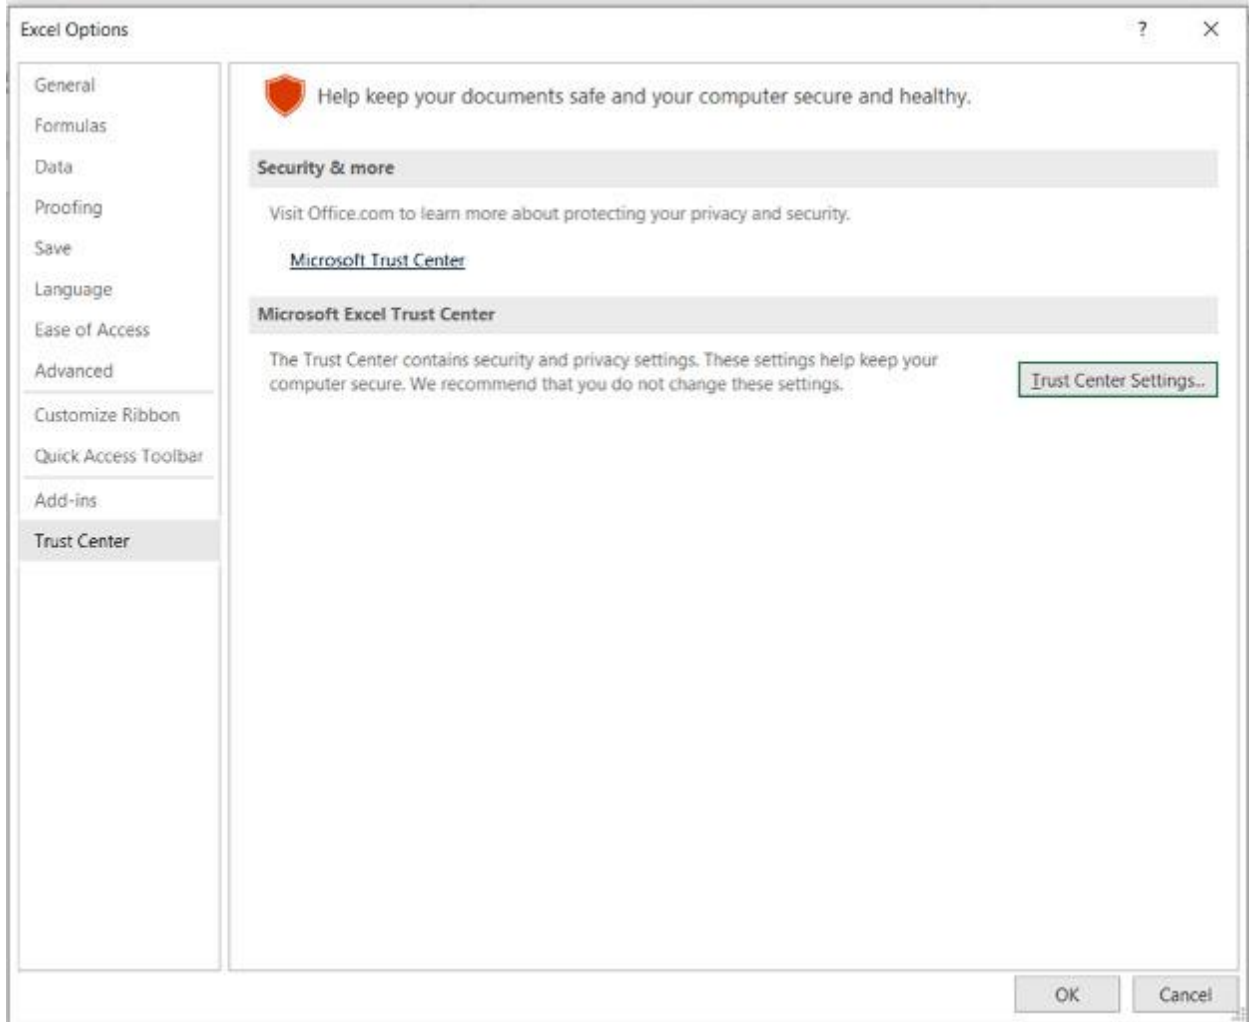 Excel Options
?
General
Formulas
Data
Proofing
Save
Language
Ease of Access
Advanced
Customize Ribbon
Quick Access Toolbar
Add-ins
Trust Center
Help keep your documents safe and your computer secure and healthy.
Security & more
Visit Office.com to learn more about protecting your privacy and security.
Microsoft Trust Center
Microsoft Excel Trust Center
The Trust Center contains security and privacy settings. These settings help keep your
computer secure. We recommend that you do not change these settings.
Trust Center Settings...
OK
Cancel